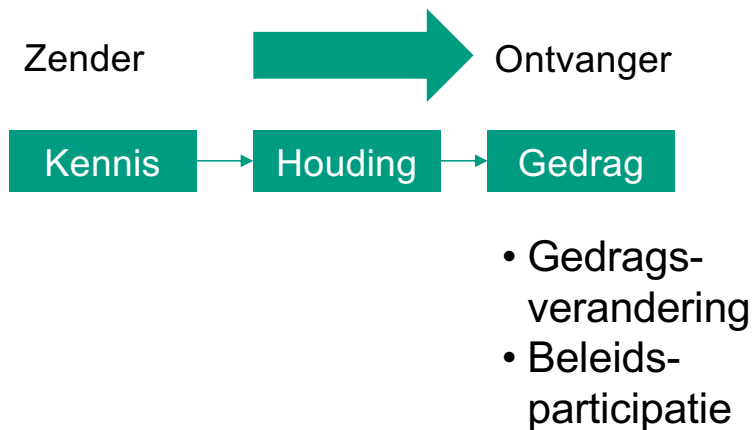 Zender
Ontvanger
Kennis
Houding
Gedrag
• Gedrags-
verandering
• Beleids-
participatie